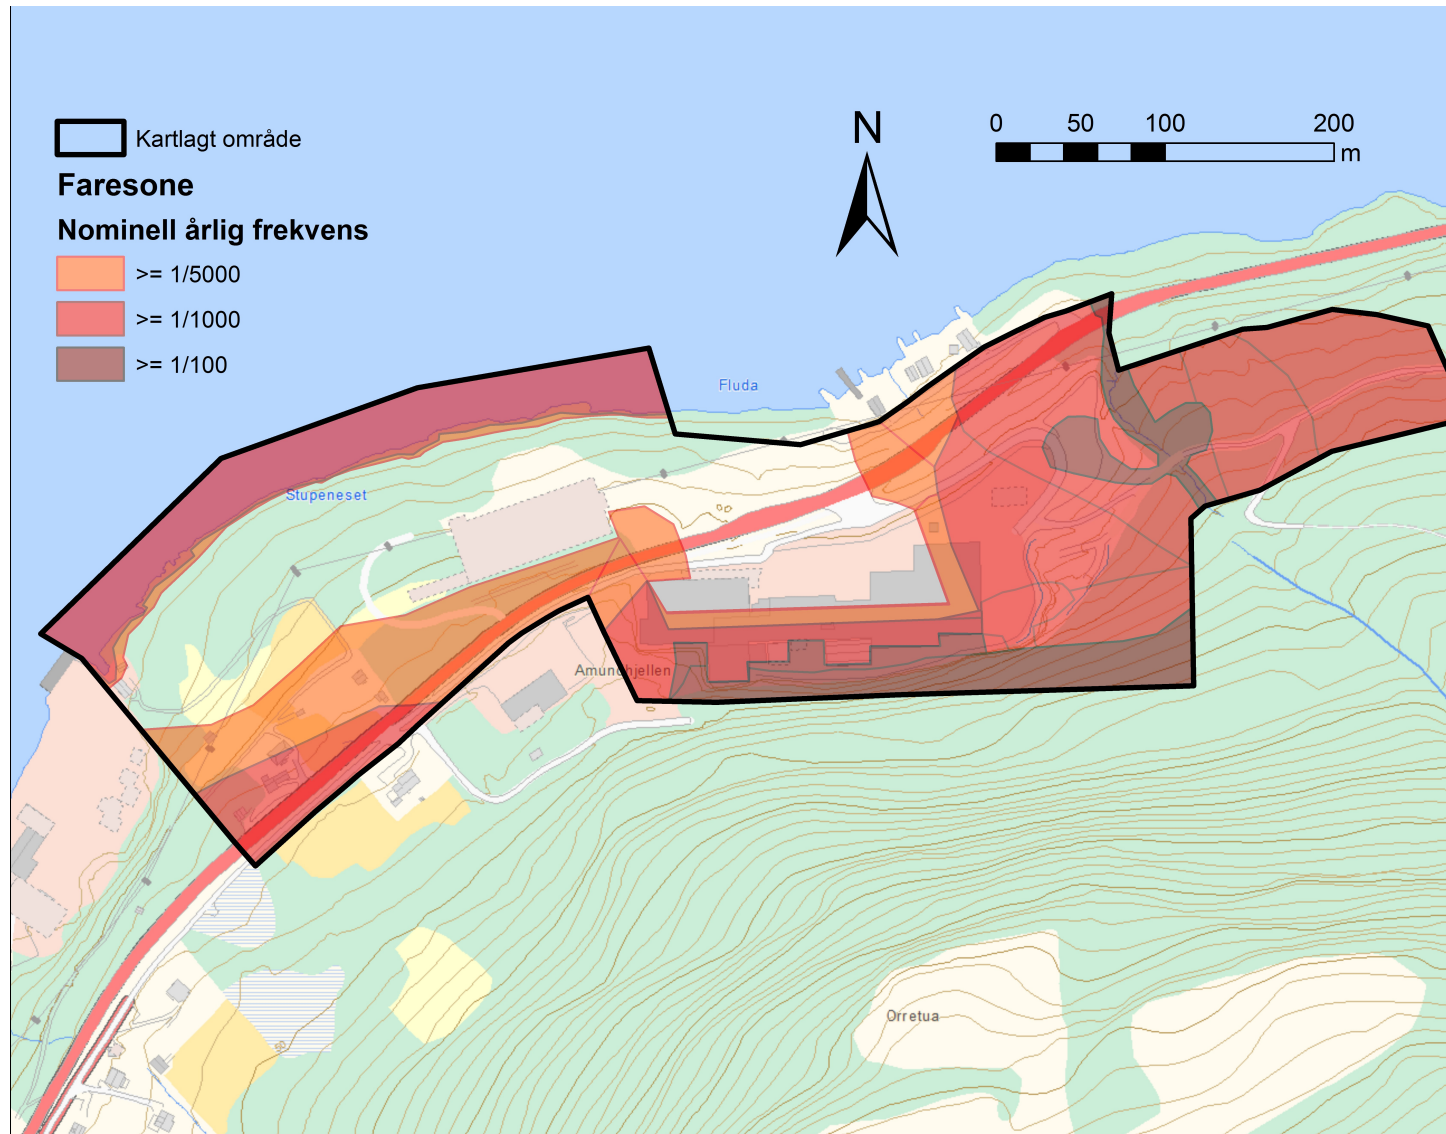 Kartlagt område
Faresone
Nominell årlig frekvens
>= 1/5000
>= 1/1000
>= 1/100
N
0 50 100 200
m
Fluda
Stupeneset
Amundhjellen
Orretua